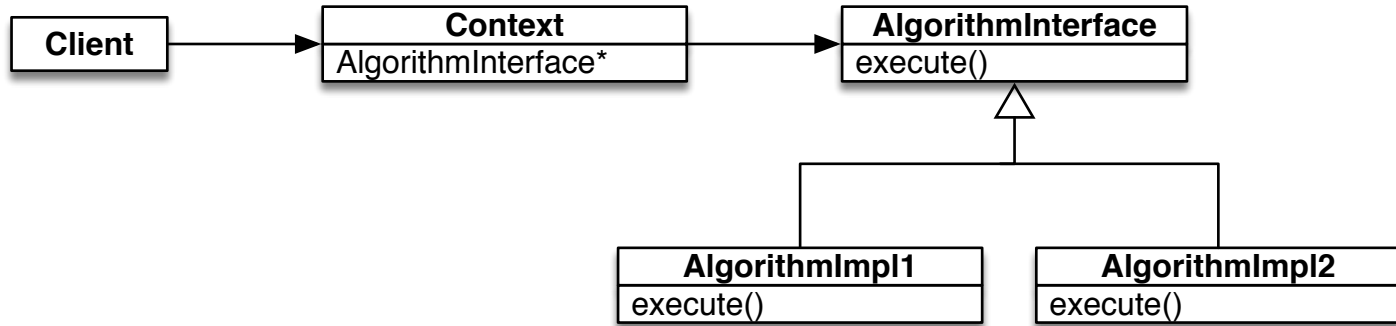 Client
Context
AlgorithmInterface*
AlgorithmInterface
execute()
AlgorithmImpl1
execute()
AlgorithmImpl2
execute()